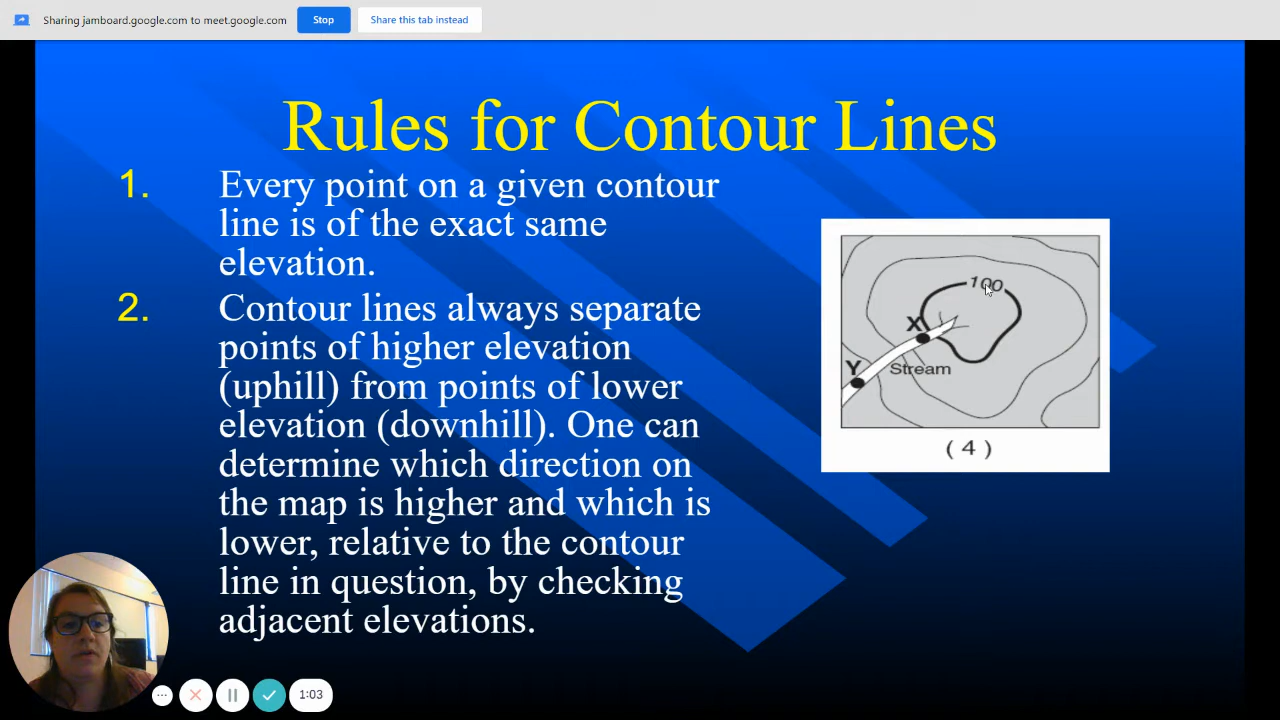 Sharing jamboard.google.com to meet.google.com Stop Share this tab instead
Rules for Contour Lines
1. Every point on a given contour
line is of the exact same
elevation.
2. Contour lines always separate
points of higher elevation
(uphill) from points of lower
elevation (downhill). One can
determine which direction on
the map is higher and which is
lower, relative to the contour
line in question, by checking
adjacent elevations.
100
X
Y
Stream
(4)
1:03